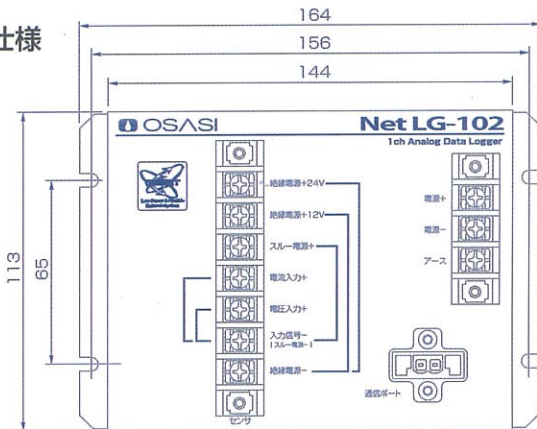 仕様
164
156
144
113
65
OSASI
Net LG-102
1ch Analog Data Logger
絶縁電源+24V
絶縁電源+12V
スルー電源+
電流入力+
電圧入力+
入力信号-
(スルー電源-)
絶縁電源-
センサ
電源+
電源-
アース
通信ポート